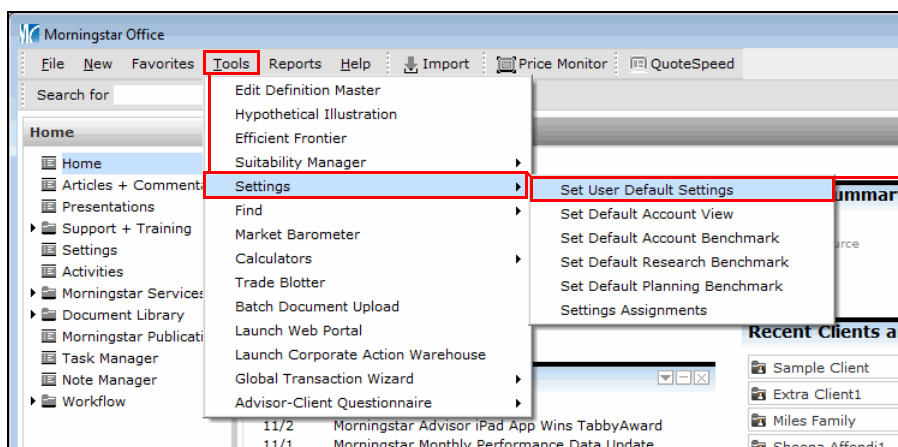 Morningstar Office
File New Favorites Tools Reports Help Import Price Monitor QuoteSpeed
Search for
Home
Home
Articles +
Presentations
Support + Training
Settings
Activities
Morningstar Services
Document Library
Morningstar
Task Manager
Note Manager
Workflow
Edit Definition Master
Hypothetical Illustration
Efficient Frontier
Suitability Manager
Settings
Find
Market Barometer
Calculators
Trade Blotter
Batch Document Upload
Launch Web Portal
Launch Corporate Action Warehouse
Global Transaction Wizard
Advisor-Client Questionnaire
Set User Default Settings
Set Default Account View
Set Default Account Benchmark
Set Default Research Benchmark
Set Default Planning Benchmark
Settings Assignments
Recent Clients a
Sample Client
Extra Client1
Miles Family
11/2 Morningstar Advisor iPad App Wins TabbyAward
11/1 Morningstar Monthly Performance Data Update